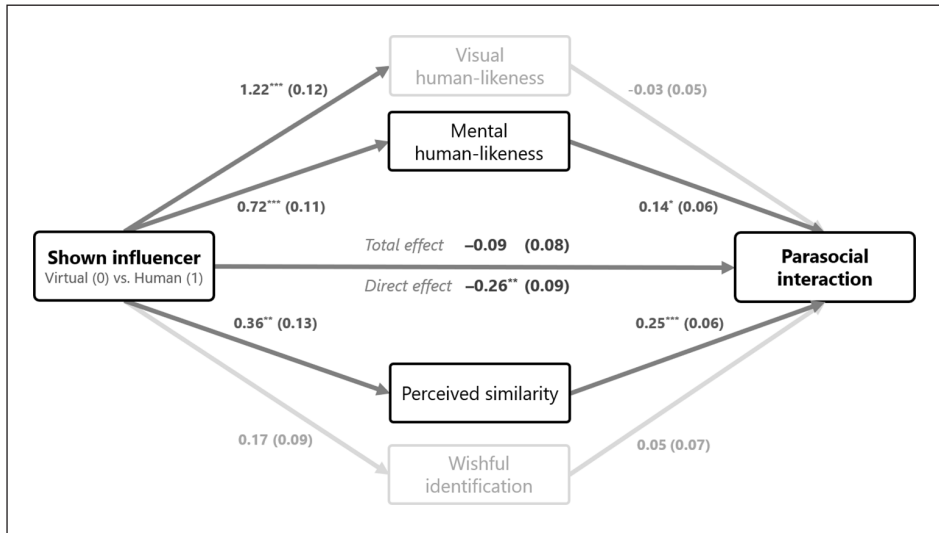 Visual
human-likeness
1.22*** (0.12)
-0.03 (0.05)
Mental
human-likeness
0.72*** (0.11)
0.14* (0.06)
Total effect –0.09 (0.08)
Shown influencer
Virtual (0) vs. Human (1)
Parasocial
interaction
Direct effect –0.26** (0.09)
0.36** (0.13)
0.25*** (0.06)
Perceived similarity
0.17 (0.09)
0.05 (0.07)
Wishful
identification